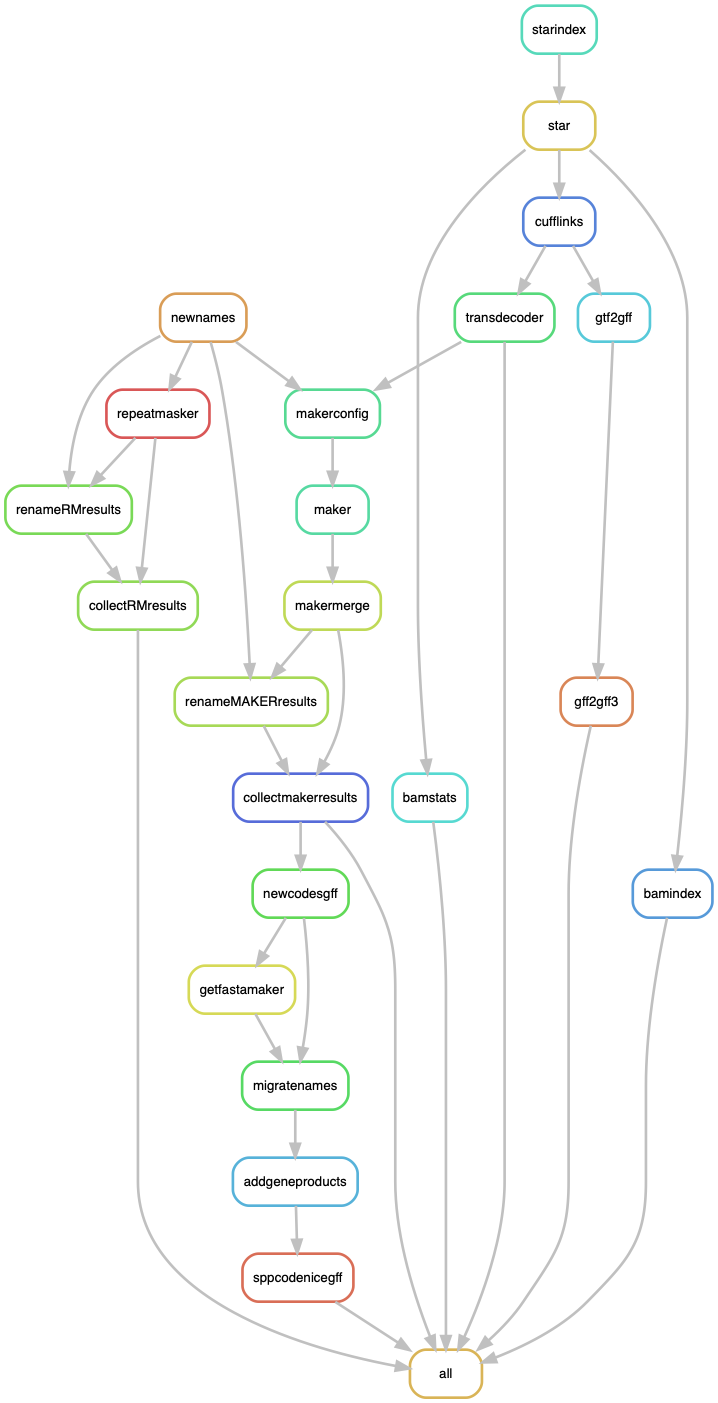 starindex
star
cufflinks
newnames
transdecoder
gtf2gff
repeatmasker
makerconfig
renameRMresults
maker
collectRMresults
makermerge
renameMAKERresults
gff2gff3
collectmakerresults
bamstats
newcodesgff
bamindex
getfastamaker
migratenames
addgeneproducts
sppcodenicegff
all